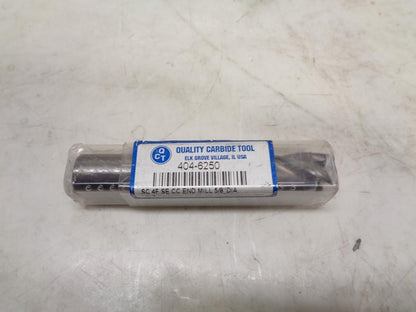 Q
CT
QUALITY CARBIDE TOOL
ELK GROVE VILLAGE, IL USA
404-6250
SC 4F SE CC END MILL 5/8 DIA